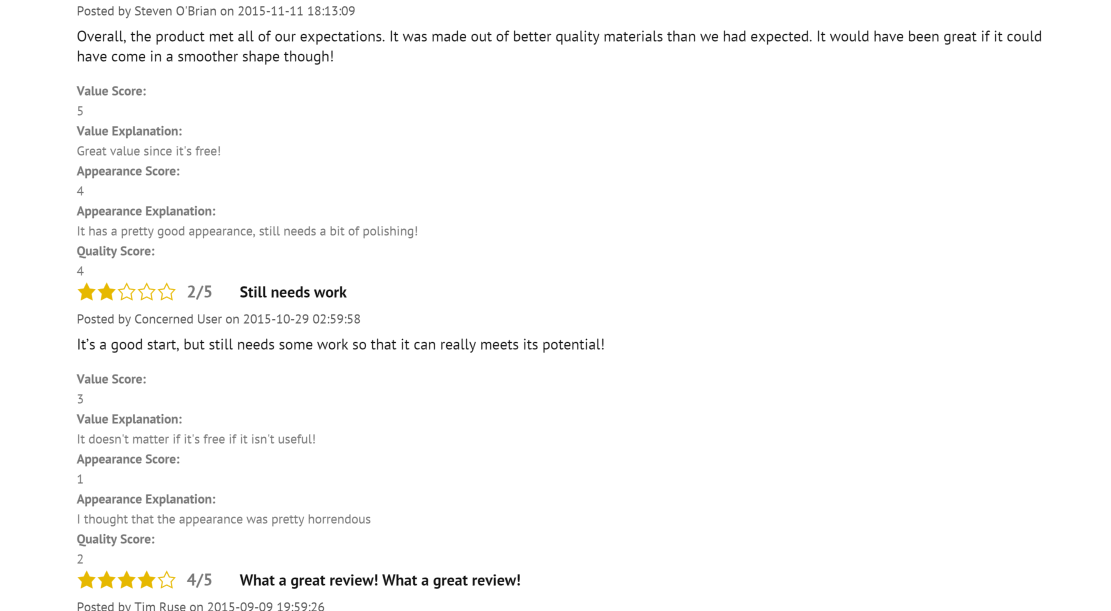 Posted by Steven O'Brian on 2015-11-11 18:13:09
Overall, the product met all of our expectations. It was made out of better quality materials than we had expected. It would have been great if it could
have come in a smoother shape though!
Value Score:
5
Value Explanation:
Great value since it's free!
Appearance Score:
4
Appearance Explanation:
It has a pretty good appearance, still needs a bit of polishing!
Quality Score:
4
2/5 Still needs work
Posted by Concerned User on 2015-10-29 02:59:58
It's a good start, but still needs some work so that it can really meets its potential!
Value Score:
3
Value Explanation:
It doesn't matter if it's free if it isn't useful!
Appearance Score:
1
Appearance Explanation:
I thought that the appearance was pretty horrendous
Quality Score:
2
4/5 What a great review! What a great review!
Posted by Tim Ruse on 2015-09-09 19:59:26